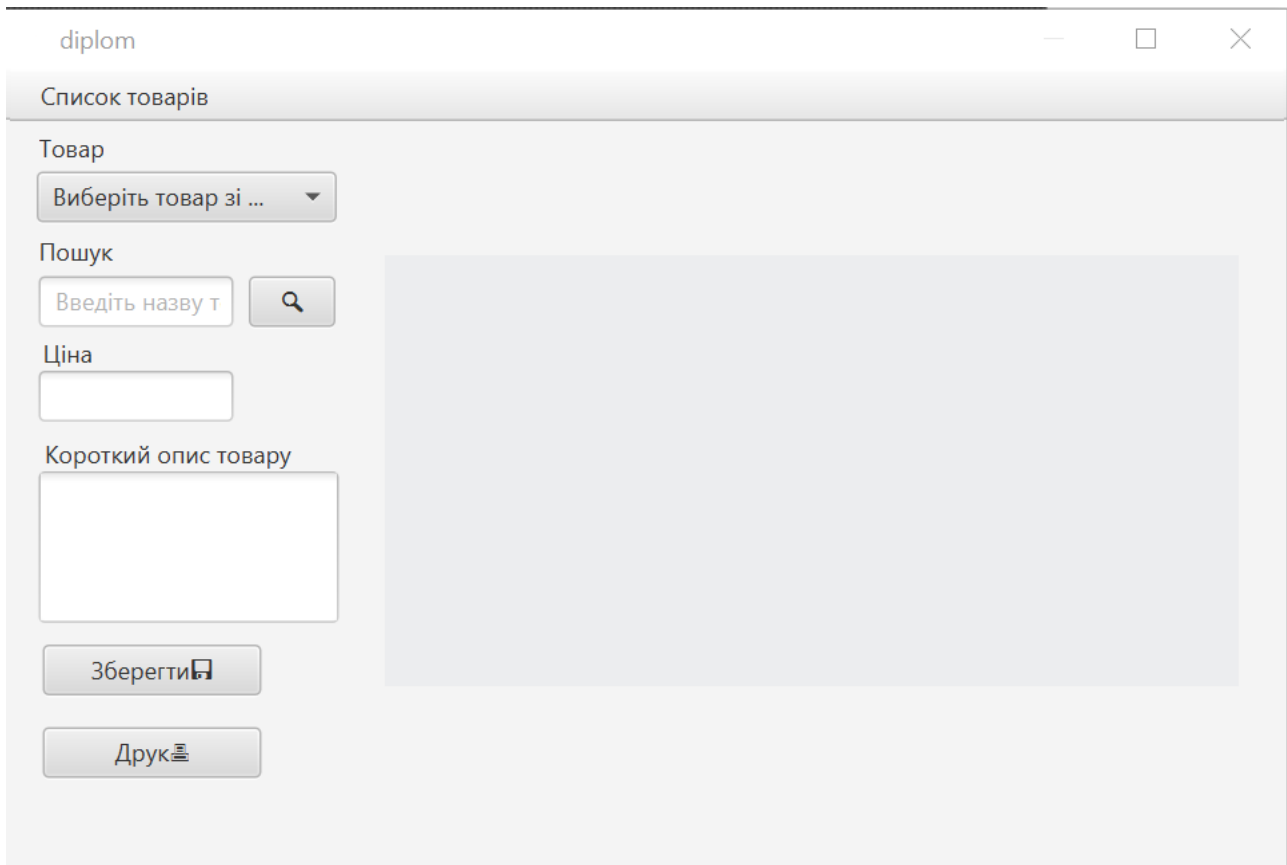 diplom
Список товарів
Товар
Виберіть товар зі ...
Пошук
Введіть назву т
Ціна
Короткий опис товару
Зберегти
Друк